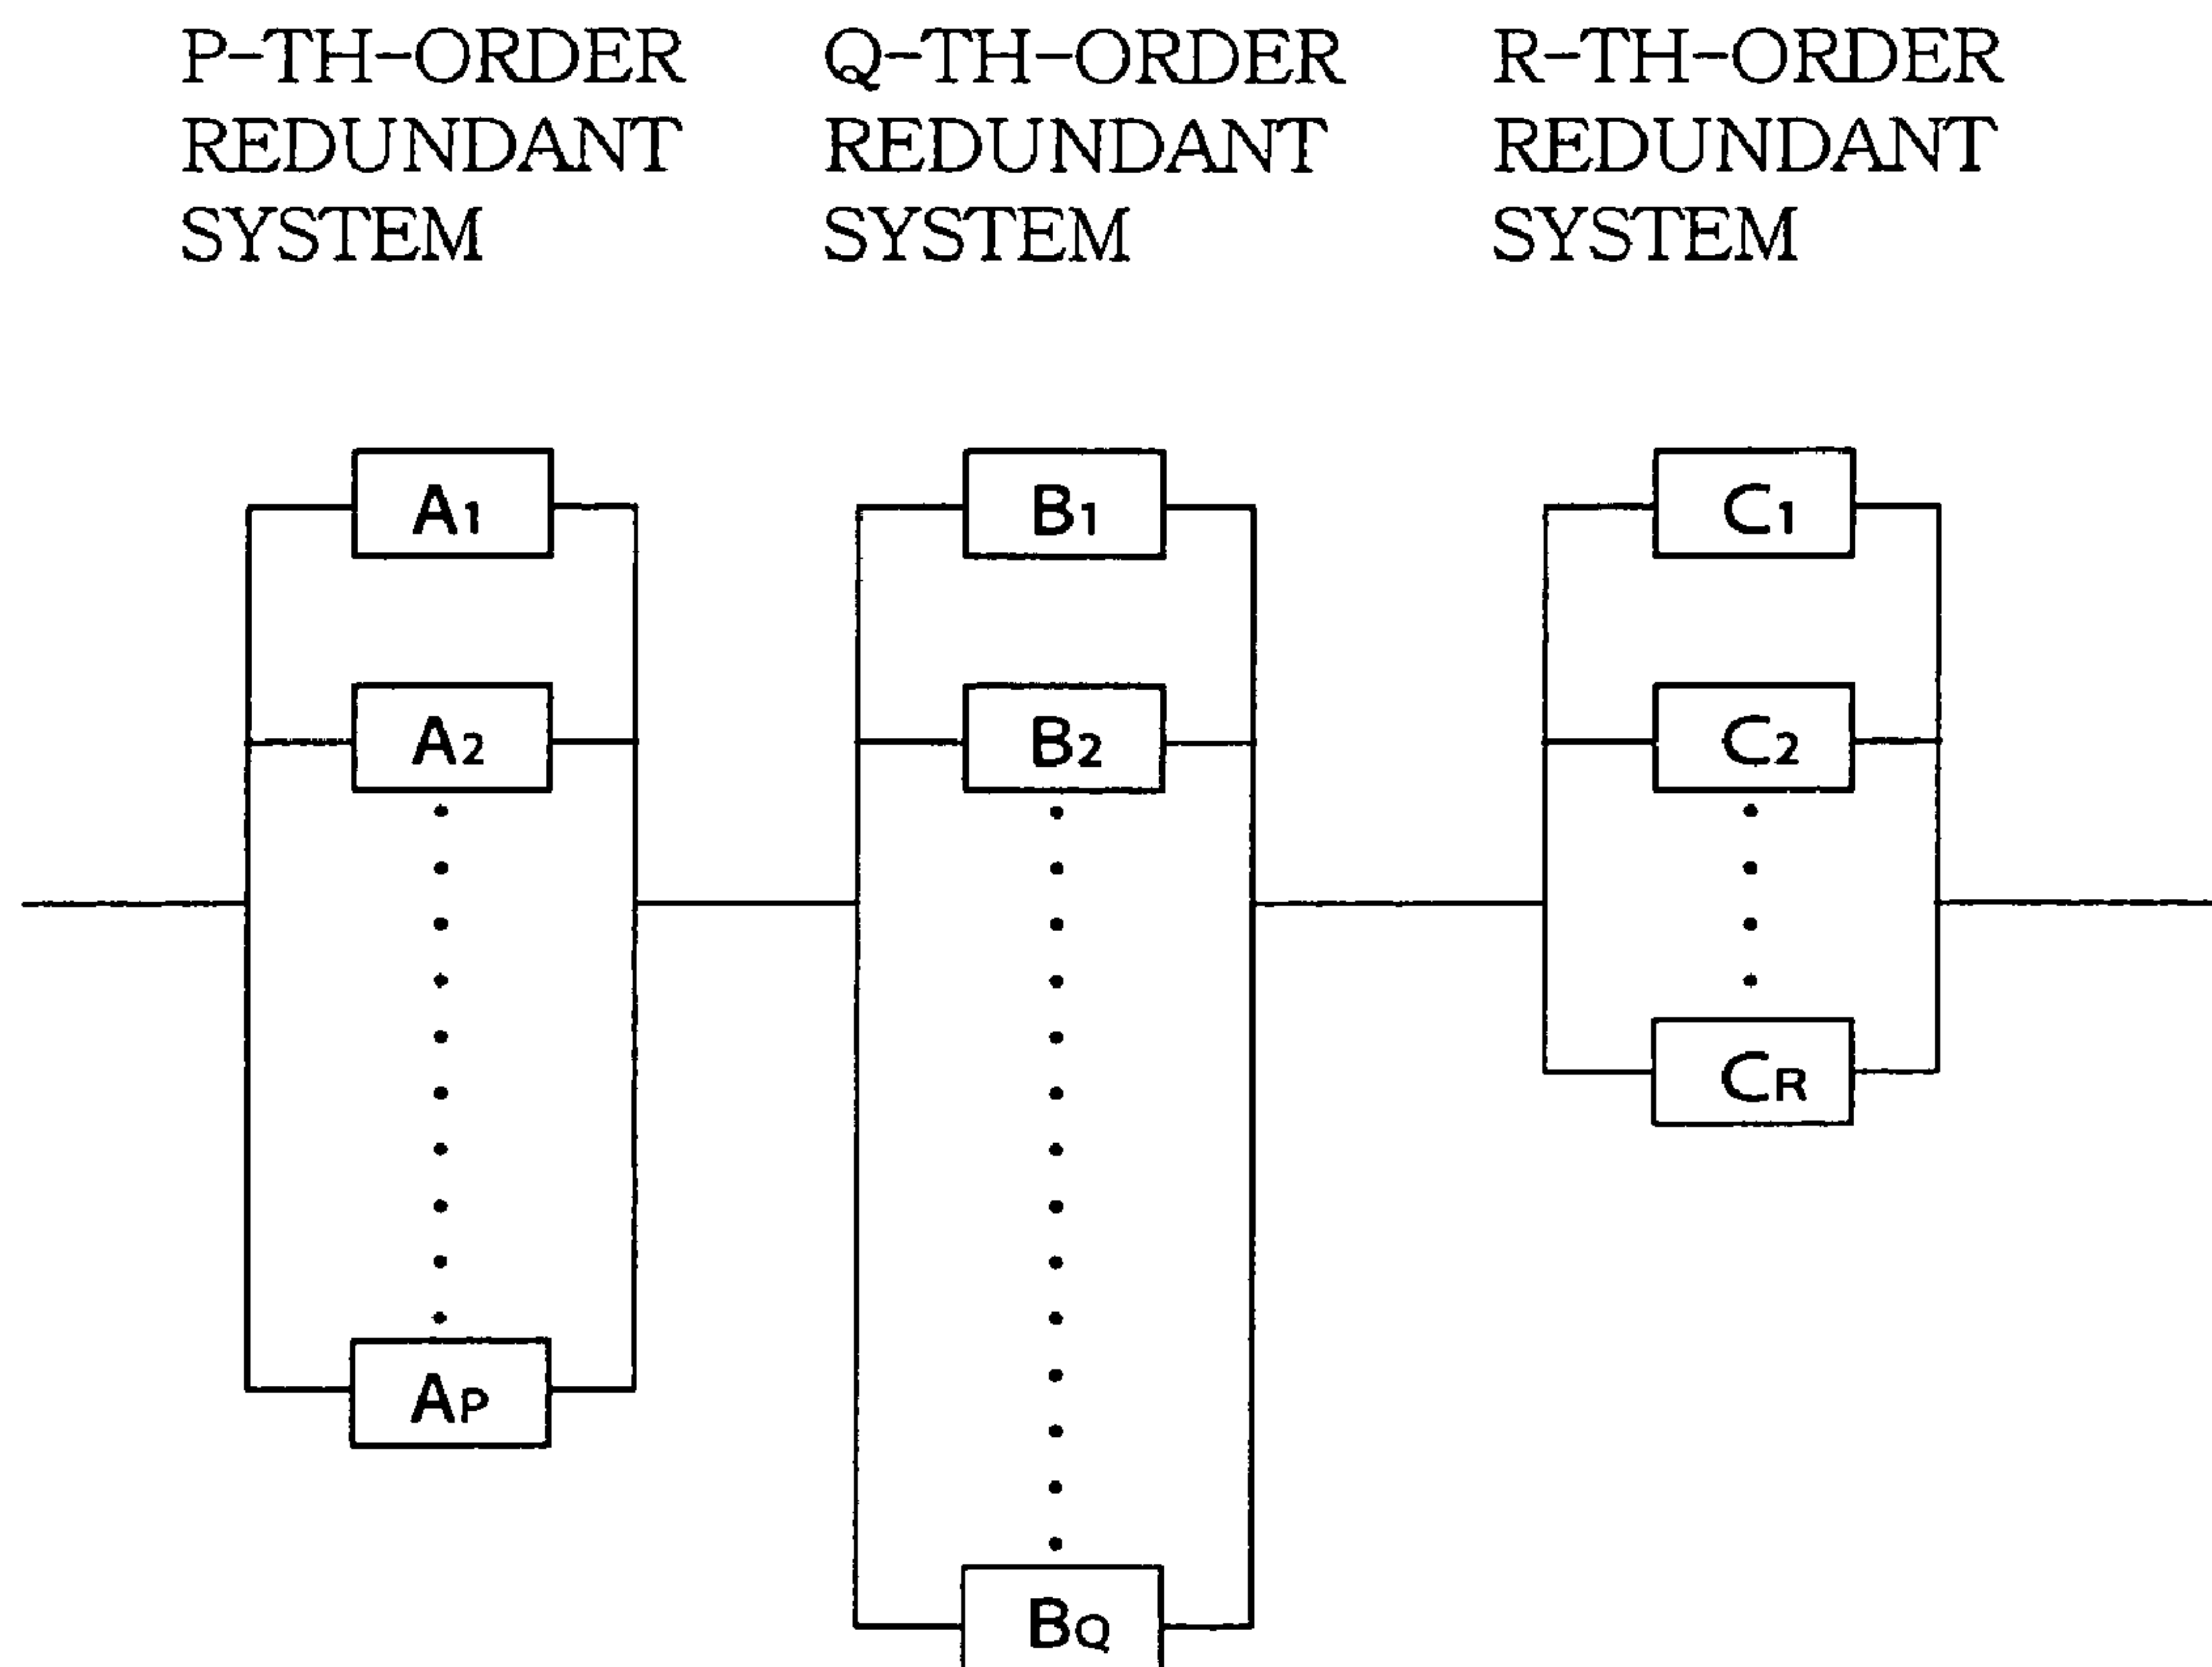 P-TH-ORDER
REDUNDANT
SYSTEM
Q-TH-ORDER
REDUNDANT
SYSTEM
R-TH-ORDER
REDUNDANT
SYSTEM
A1
A2
AP
B1
B2
BQ
C1
C2
CR